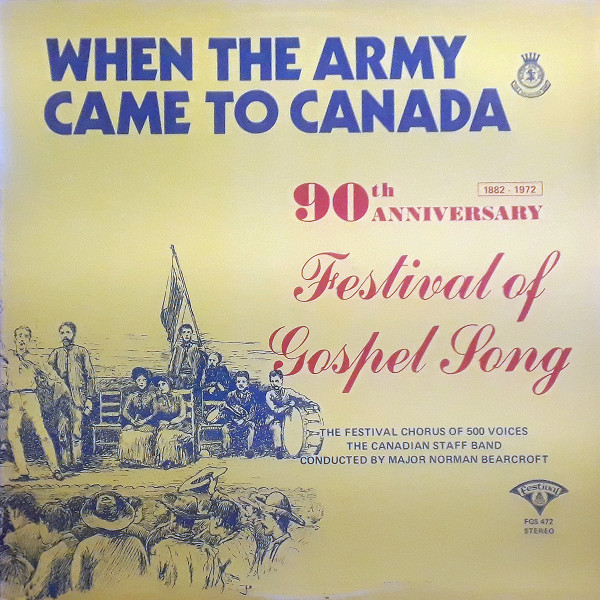 WHEN THE ARMY
CAME TO CANADA
90th ANNIVERSARY
1882 - 1972
Festival of
Gospel Song
THE FESTIVAL CHORUS OF 500 VOICES
THE CANADIAN STAFF BAND
CONDUCTED BY MAJOR NORMAN BEARCROFT
Festival
FGS 472
STEREO